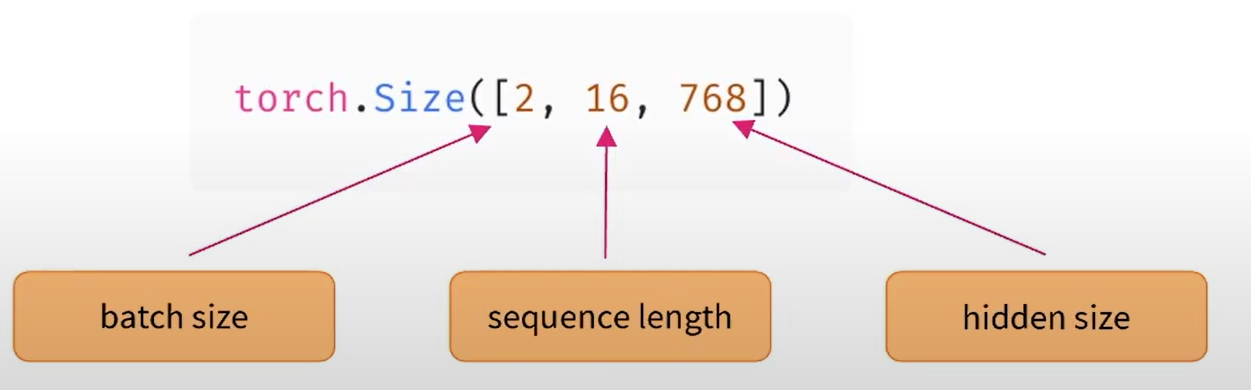 torch.Size([2, 16, 768])
batch size
sequence length
hidden size